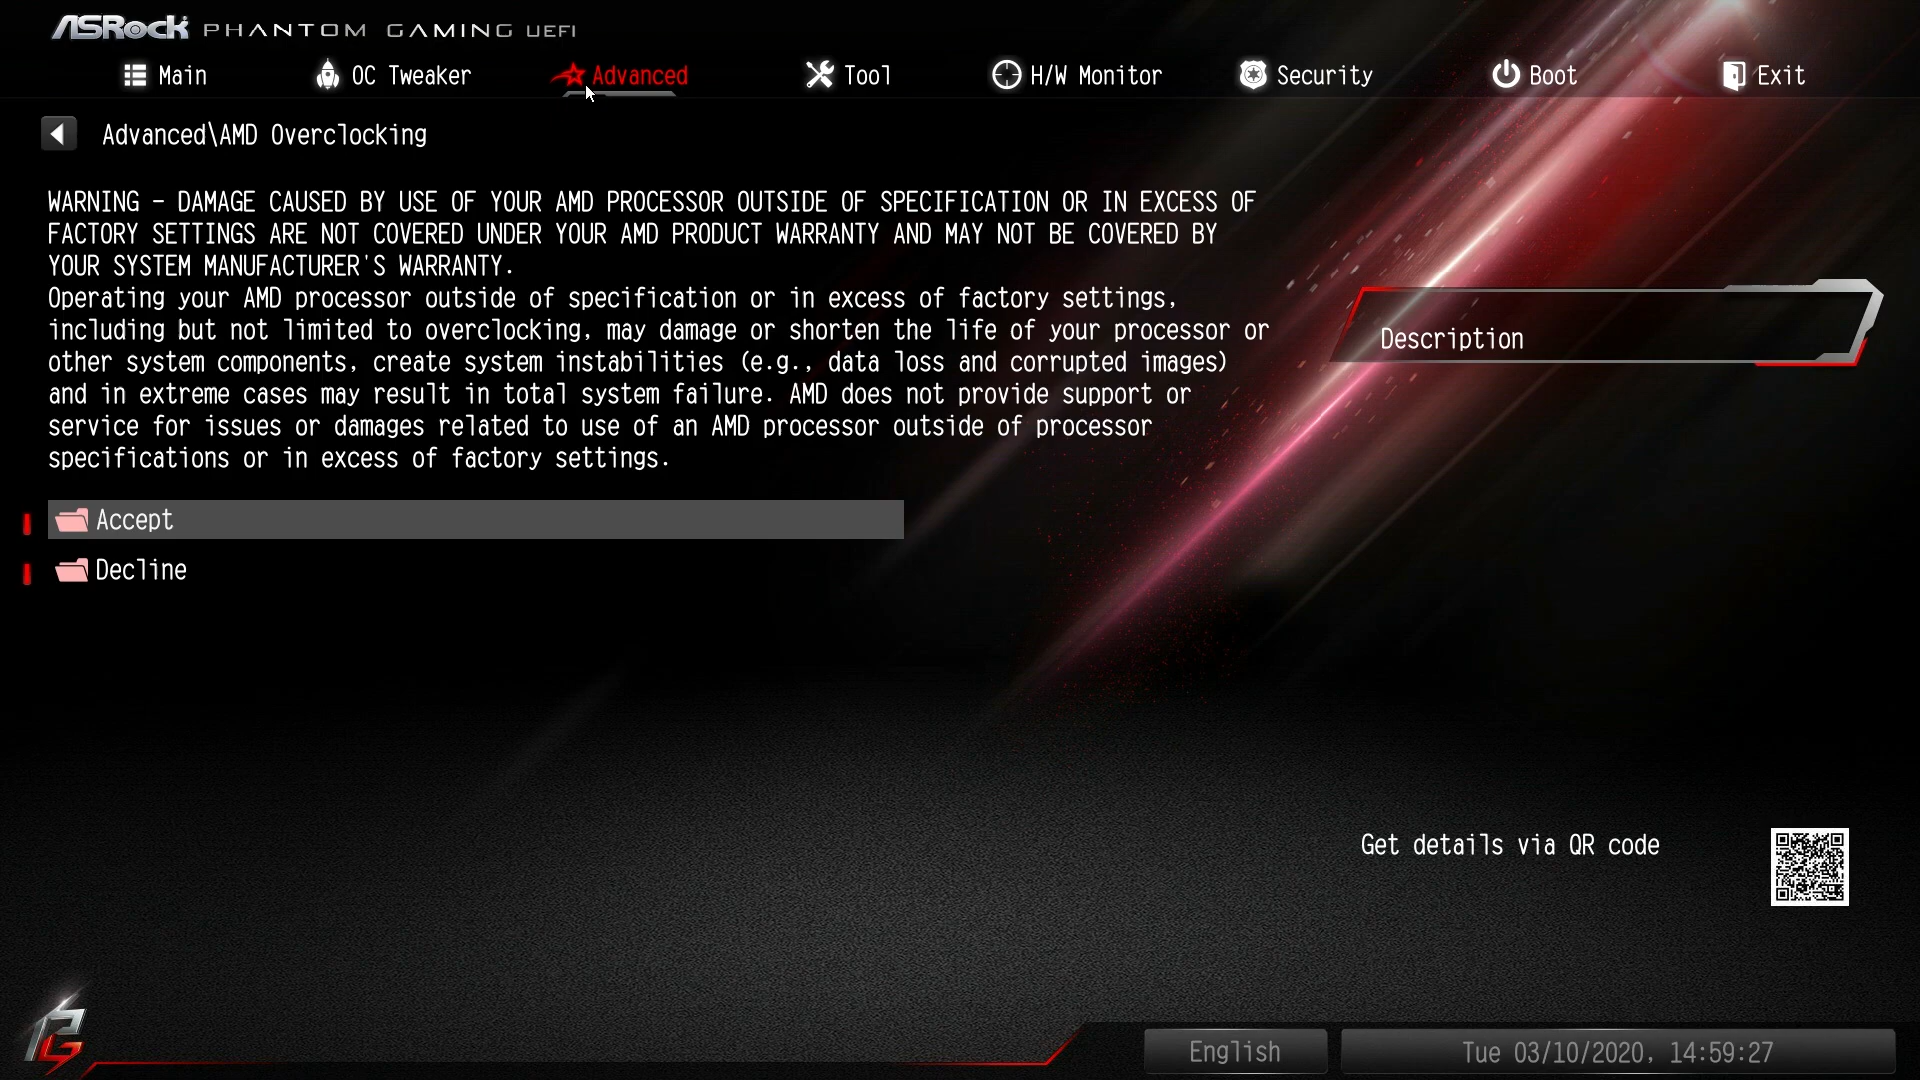 ASRock PHANTOM GAMING UEFI
Main OC Tweaker Advanced Tool H/W Monitor Security Boot Exit
Advanced\AMD Overclocking
WARNING - DAMAGE CAUSED BY USE OF YOUR AMD PROCESSOR OUTSIDE OF SPECIFICATION OR IN EXCESS OF
FACTORY SETTINGS ARE NOT COVERED UNDER YOUR AMD PRODUCT WARRANTY AND MAY NOT BE COVERED BY
YOUR SYSTEM MANUFACTURER'S WARRANTY.
Operating your AMD processor outside of specification or in excess of factory settings,
including but not limited to overclocking, may damage or shorten the life of your processor or
other system components, create system instabilities (e.g., data loss and corrupted images)
and in extreme cases may result in total system failure. AMD does not provide support or
service for issues or damages related to use of an AMD processor outside of processor
specifications or in excess of factory settings.
Accept
Decline
Description
Get details via QR code
English
Tue 03/10/2020, 14:59:27